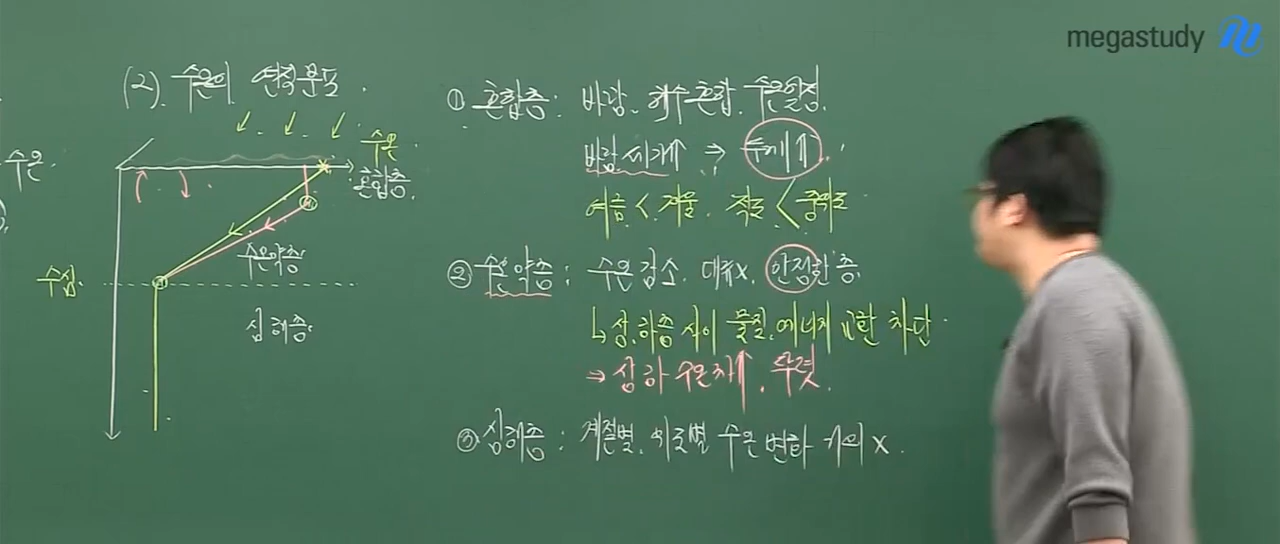 megastudy
(2). 수온의 연직분포.
수온
수온.
혼합층.
수온약층
수심
심해층
① 혼합층: 바람. 해수혼합. 수온일정.
바람세기↑ ⇒ 두께↑.
여름 < 겨울. 적도 < 중위도
② 수온약층: 수온감소. 대류x. 안정한 층
↳ 상.하층 사이 물질.에너지 교환 차단
→ 상하 수온차↑. 뚜렷.
③ 심해층: 계절별. 위도별 수온변화 거의 x.